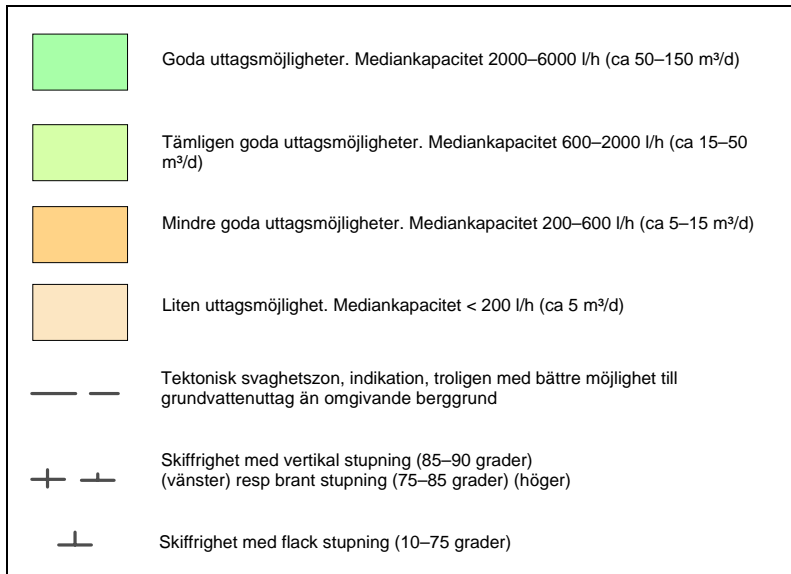 Goda uttagsmöjligheter. Mediankapacitet 2000–6000 l/h (ca 50–150 m³/d)
Tämligen goda uttagsmöjligheter. Mediankapacitet 600–2000 l/h (ca 15–50
m³/d)
Mindre goda uttagsmöjligheter. Mediankapacitet 200–600 l/h (ca 5–15 m³/d)
Liten uttagsmöjlighet. Mediankapacitet < 200 l/h (ca 5 m³/d)
Tektonisk svaghetszon, indikation, troligen med bättre möjlighet till
grundvattenuttag än omgivande berggrund
Skiffrighet med vertikal stupning (85–90 grader)
(vänster) resp brant stupning (75–85 grader) (höger)
Skiffrighet med flack stupning (10–75 grader)